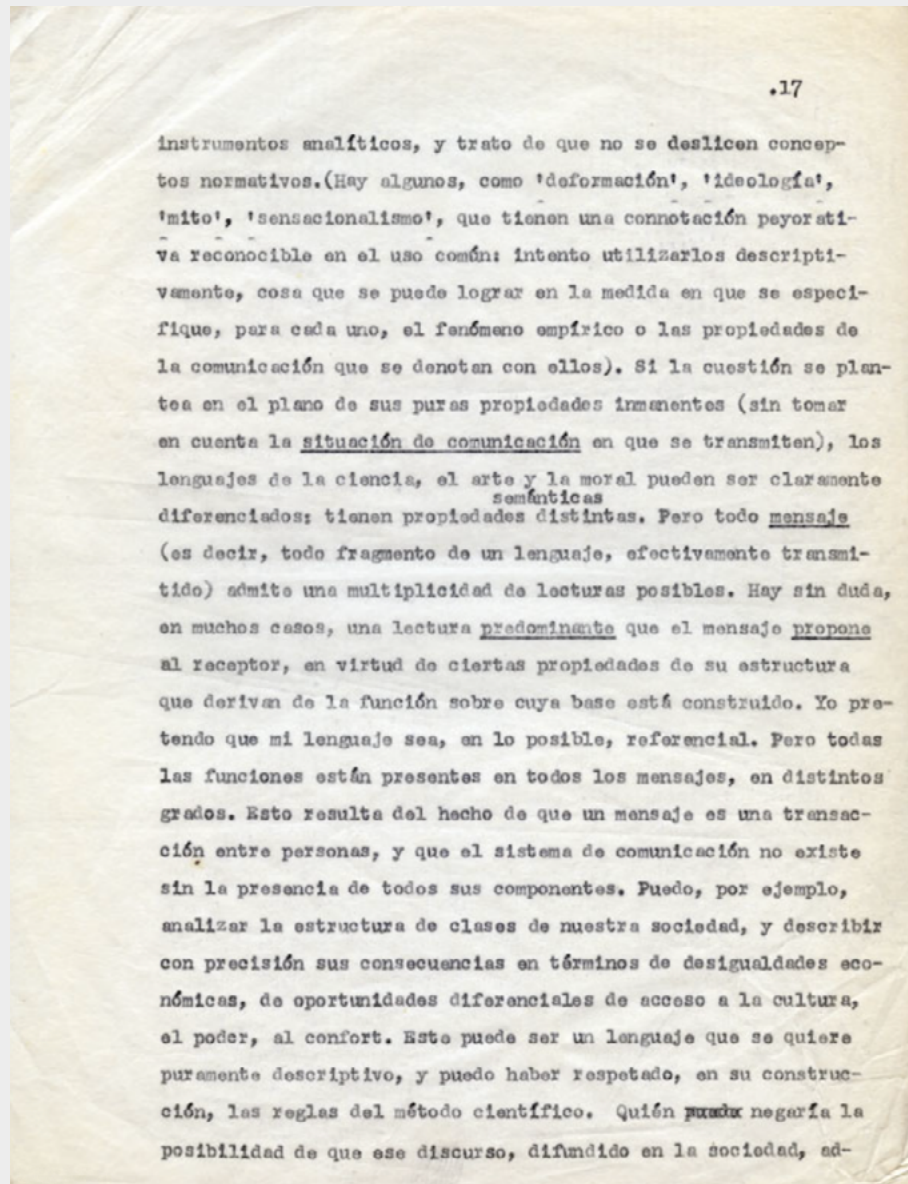 .17
instrumentos analíticos, y trato de que no se deslicen concep-
tos normativos.(Hay algunos, como 'deformación', 'ideología',
'mito', 'sensacionalismo', que tienen una connotación peyorati-
va reconocible en el uso común: intento utilizarlos descripti-
vamente, cosa que se puede lograr en la medida en que se especi-
fique, para cada uno, el fenómeno empírico o las propiedades de
la comunicación que se denotan con ellos). Si la cuestión se plan-
tea en el plano de sus puras propiedades inmanentes (sin tomar
en cuenta la situación de comunicación en que se transmiten), los
lenguajes de la ciencia, el arte y la moral pueden ser claramente
semánticas
diferenciados: tienen propiedades distintas. Pero todo mensaje
(es decir, todo fragmento de un lenguaje, efectivamente transmi-
tido) admite una multiplicidad de lecturas posibles. Hay sin duda,
en muchos casos, una lectura predominante que el mensaje propone
al receptor, en virtud de ciertas propiedades de su estructura
que derivan de la función sobre cuya base está construido. Yo pre-
tendo que mi lenguaje sea, en lo posible, referencial. Pero todas
las funciones están presentes en todos los mensajes, en distintos
grados. Esto resulta del hecho de que un mensaje es una transac-
ción entre personas, y que el sistema de comunicación no existe
sin la presencia de todos sus componentes. Puedo, por ejemplo,
analizar la estructura de clases de nuestra sociedad, y describir
con precisión sus consecuencias en términos de desigualdades eco-
nómicas, de oportunidades diferenciales de acceso a la cultura,
el poder, al confort. Este puede ser un lenguaje que se quiere
puramente descriptivo, y puedo haber respetado, en su construc-
ción, las reglas del método científico. Quién negaría la
posibilidad de que ese discurso, difundido en la sociedad, ad-